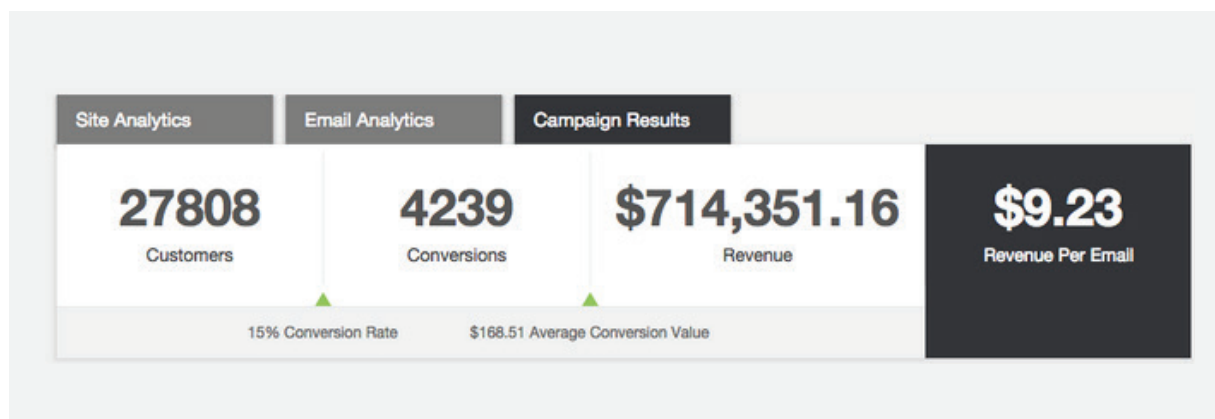 Site Analytics
Email Analytics
Campaign Results
27808
Customers
4239
Conversions
$714,351.16
Revenue
$9.23
Revenue Per Email
15% Conversion Rate
$168.51 Average Conversion Value